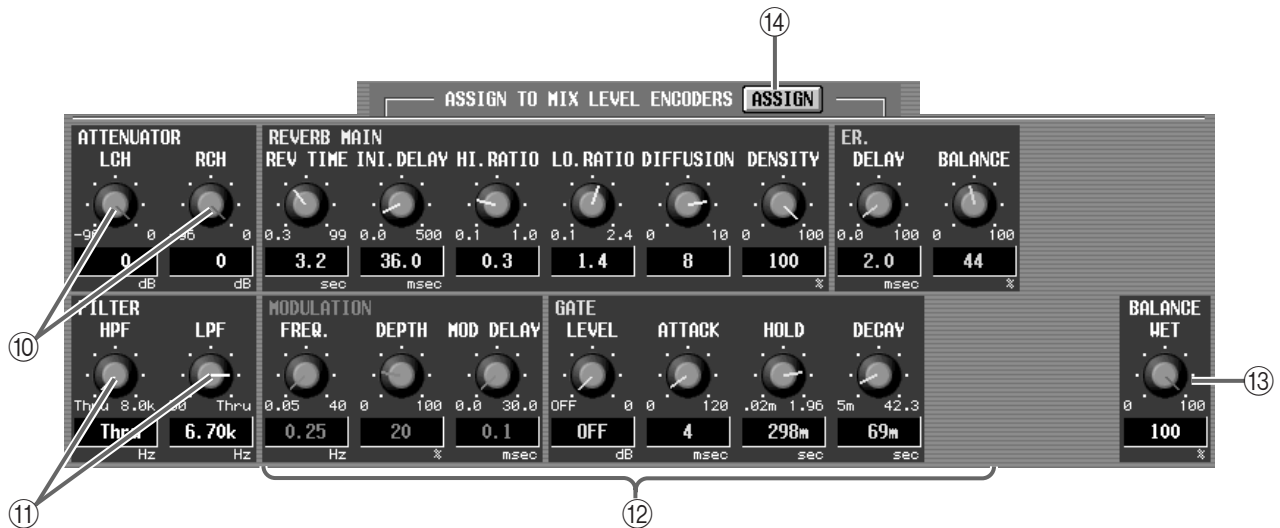 ⑭
ASSIGN TO MIX LEVEL ENCODERS ASSIGN
ATTENUATOR REVERB MAIN ER.
LCH RCH REV TIME INI.DELAY HI.RATIO LO.RATIO DIFFUSION DENSITY DELAY BALANCE
0 0 0.3 99 0.0 500 0.1 1.0 0.1 2.4 0 10 0 100 0.0 100 0 100
0 0 3.2 36.0 0.3 1.4 8 100 2.0 44
dB dB sec msec % msec %
⑩
FILTER MODULATION GATE BALANCE
HPF LPF FREQ. DEPTH MOD DELAY LEVEL ATTACK HOLD DECAY WET
⑬
Thru 8.0k Thru 0.05 40 0 100 0.0 30.0 OFF 0 0 120 .02m 1.96 5m 42.3 0 100
Thru 6.70k 0.25 20 0.1 OFF 4 298m 69m 100
Hz Hz Hz % msec dB msec sec sec %
⑪
⑫